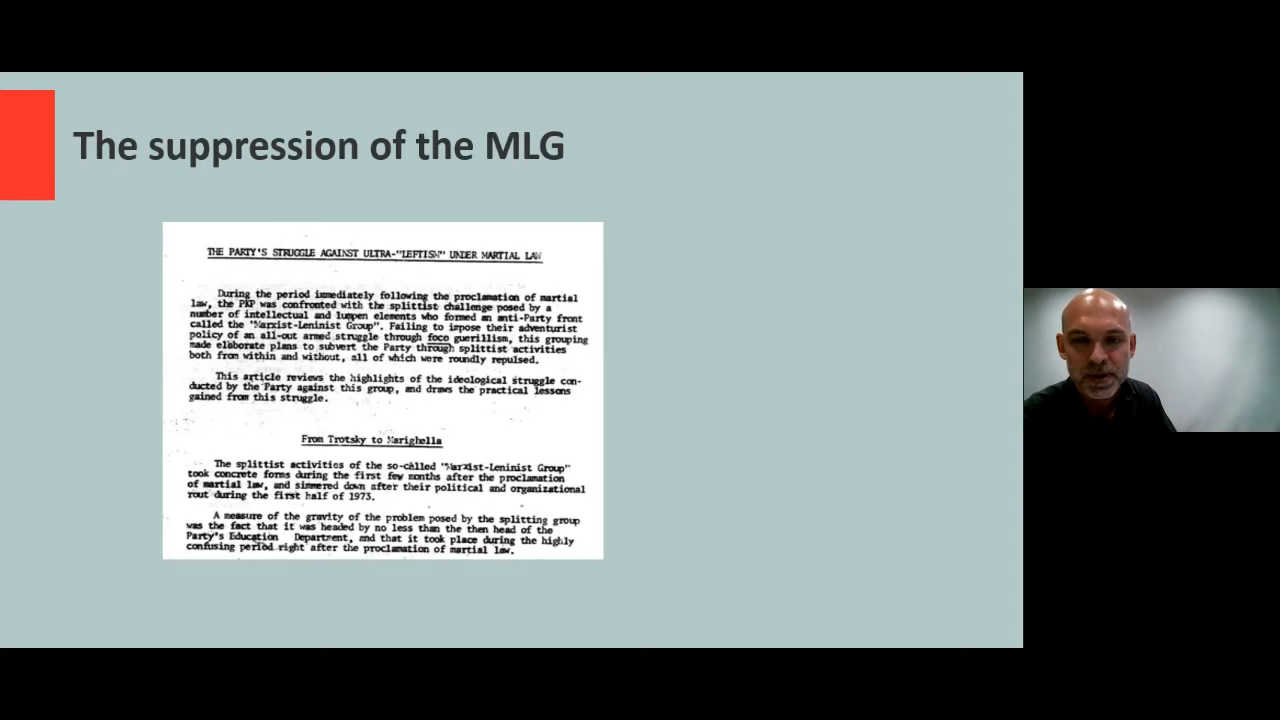 The suppression of the MLG
THE PARTY'S STRUGGLE AGAINST ULTRA-"LEFTISM" UNDER MARTIAL LAW
During the period immediately following the proclamation of martial
law, the PKP was confronted with the splittist challenge posed by a
number of intellectual and lumpen elements who formed an anti-Party front
called the "Marxist-Leninist Group". Failing to impose their adventurist
policy of an all-out armed struggle through foco guerillism, this grouping
made elaborate plans to subvert the Party through splittist activities
both from within and without, all of which were roundly repulsed.
This article reviews the highlights of the ideological struggle con-
ducted by the Party against this group, and draws the practical lessons
gained from this struggle.
From Trotsky to Marighella
The splittist activities of the so-called "Marxist-Leninist Group"
took concrete forms during the first few months after the proclamation
of martial law, and simmered down after their political and organizational
rout during the first half of 1973.
A measure of the gravity of the problem posed by the splitting group
was the fact that it was headed by no less than the then head of the
Party's Education Department, and that it took place during the highly
confusing period right after the proclamation of martial law.